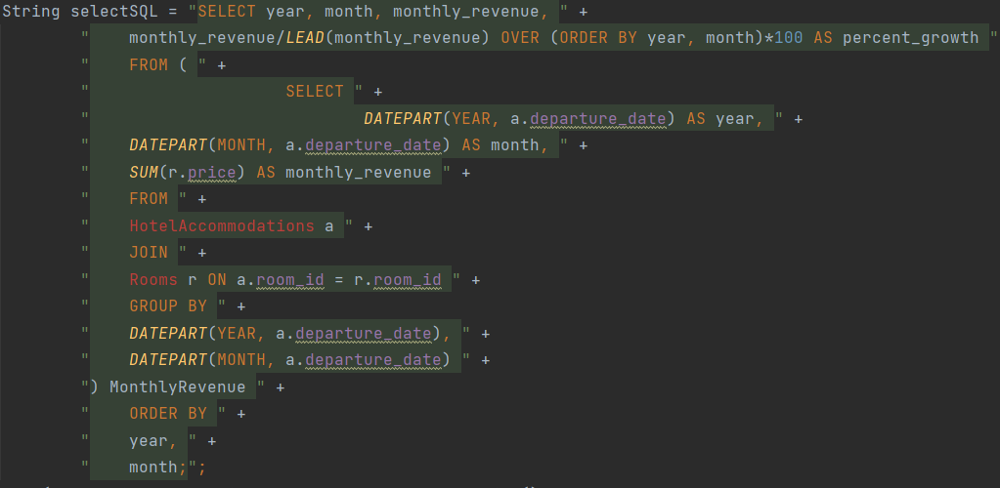 String selectSQL = "SELECT year, month, monthly_revenue, " +
"    monthly_revenue/LEAD(monthly_revenue) OVER (ORDER BY year, month)*100 AS percent_growth "
"    FROM ( " +
"                    SELECT " +
"                            DATEPART(YEAR, a.departure_date) AS year, " +
"    DATEPART(MONTH, a.departure_date) AS month, " +
"    SUM(r.price) AS monthly_revenue " +
"    FROM " +
"    HotelAccommodations a " +
"    JOIN " +
"    Rooms r ON a.room_id = r.room_id " +
"    GROUP BY " +
"    DATEPART(YEAR, a.departure_date), " +
"    DATEPART(MONTH, a.departure_date) " +
") MonthlyRevenue " +
"    ORDER BY " +
"    year, " +
"    month;";